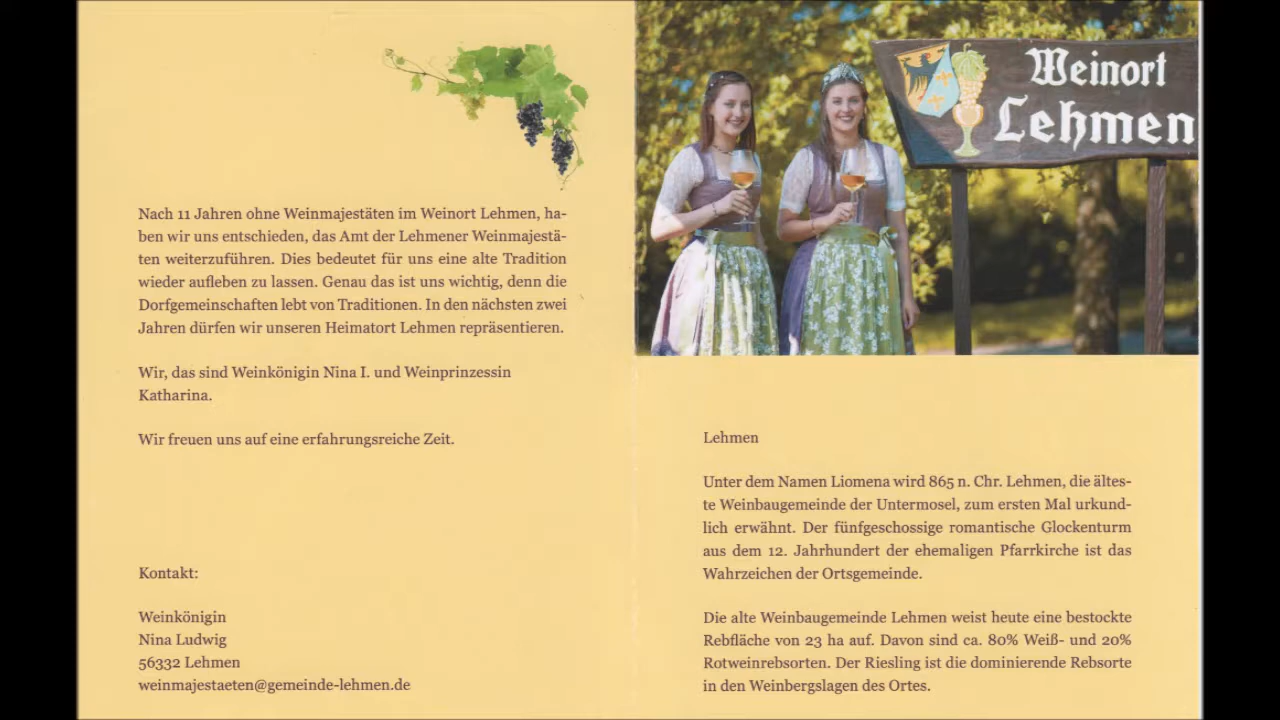 Nach 11 Jahren ohne Weinmajestäten im Weinort Lehmen, ha-
ben wir uns entschieden, das Amt der Lehmener Weinmajestä-
ten weiterzuführen. Dies bedeutet für uns eine alte Tradition
wieder aufleben zu lassen. Genau das ist uns wichtig, denn die
Dorfgemeinschaften lebt von Traditionen. In den nächsten zwei
Jahren dürfen wir unseren Heimatort Lehmen repräsentieren.
Wir, das sind Weinkönigin Nina I. und Weinprinzessin
Katharina.
Wir freuen uns auf eine erfahrungsreiche Zeit.
Kontakt:
Weinkönigin
Nina Ludwig
56332 Lehmen
weinmajestaeten@gemeinde-lehmen.de
Weinort
Lehmen
Lehmen
Unter dem Namen Liomena wird 865 n. Chr. Lehmen, die ältes-
te Weinbaugemeinde der Untermosel, zum ersten Mal urkund-
lich erwähnt. Der fünfgeschossige romantische Glockenturm
aus dem 12. Jahrhundert der ehemaligen Pfarrkirche ist das
Wahrzeichen der Ortsgemeinde.
Die alte Weinbaugemeinde Lehmen weist heute eine bestockte
Rebfläche von 23 ha auf. Davon sind ca. 80% Weiß- und 20%
Rotweinrebsorten. Der Riesling ist die dominierende Rebsorte
in den Weinbergslagen des Ortes.